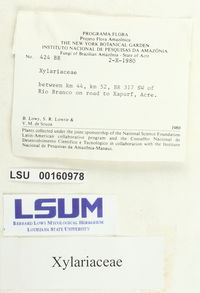 PROGRAMA FLORA
Projeto Flora Amazônica
THE NEW YORK BOTANICAL GARDEN
INSTITUTO NACIONAL DE PESQUISAS DA AMAZÔNIA
Fungi of Brazilian Amazonia - State of Acre
No. 424 BR 2-X-1980
Xylariaceae
between km 44, km 52, BR 317 SW of
Rio Branco on road to Xapuri, Acre.
B. Lowy, S. R. Lowrie &
V. M. de Souza 1980
Plants collected under the joint sponsorship of the National Science Foundation
Latin-American collaborative program and the Conselho Nacional de
Desenvolvimento Científico e Tecnológico in collaboration with the Instituto
Nacional de Pesquisas da Amazônia-Manaus.
LSU 00160978
LSUM
BERNARD LOWY MYCOLOGICAL HERBARIUM
LOUISIANA STATE UNIVERSITY
Xylariaceae